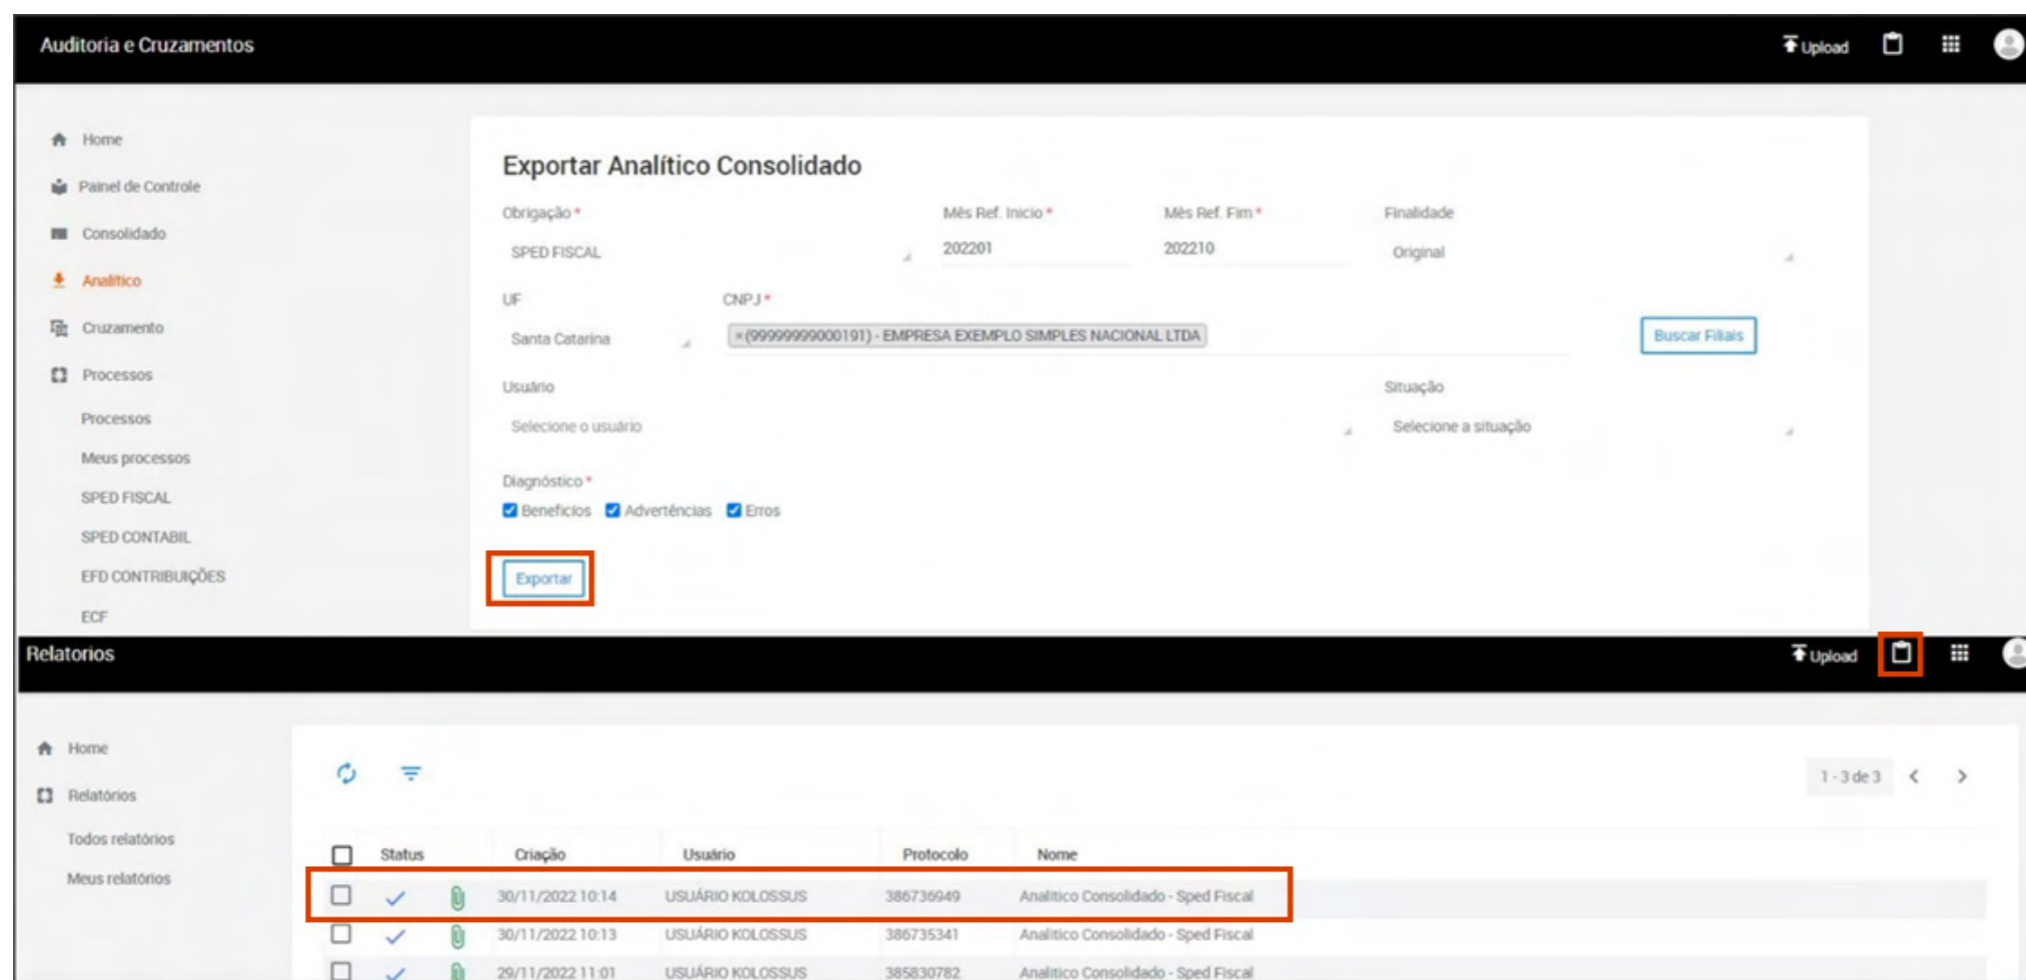 Auditoria e Cruzamentos
Upload
Home
Painel de Controle
Consolidado
Analítico
Cruzamento
Processos
Processos
Meus processos
SPED FISCAL
SPED CONTABIL
EFD CONTRIBUIÇÕES
ECF
Exportar Analítico Consolidado
Obrigação * Mês Ref. Inicio * Mês Ref. Fim * Finalidade
SPED FISCAL 202201 202210 Original
UF CNPJ *
Santa Catarina × (99999999000191) - EMPRESA EXEMPLO SIMPLES NACIONAL LTDA Buscar Filiais
Usuário Situação
Selecione o usuário Selecione a situação
Diagnóstico *
Benefícios Advertências Erros
Exportar
Relatorios
Upload
Home
Relatórios
Todos relatórios
Meus relatórios
1 - 3 de 3
Status Criação Usuário Protocolo Nome
30/11/2022 10:14 USUÁRIO KOLOSSUS 386736949 Analitico Consolidado - Sped Fiscal
30/11/2022 10:13 USUÁRIO KOLOSSUS 386735341 Analitico Consolidado - Sped Fiscal
29/11/2022 11:01 USUÁRIO KOLOSSUS 385830782 Analitico Consolidado - Sped Fiscal